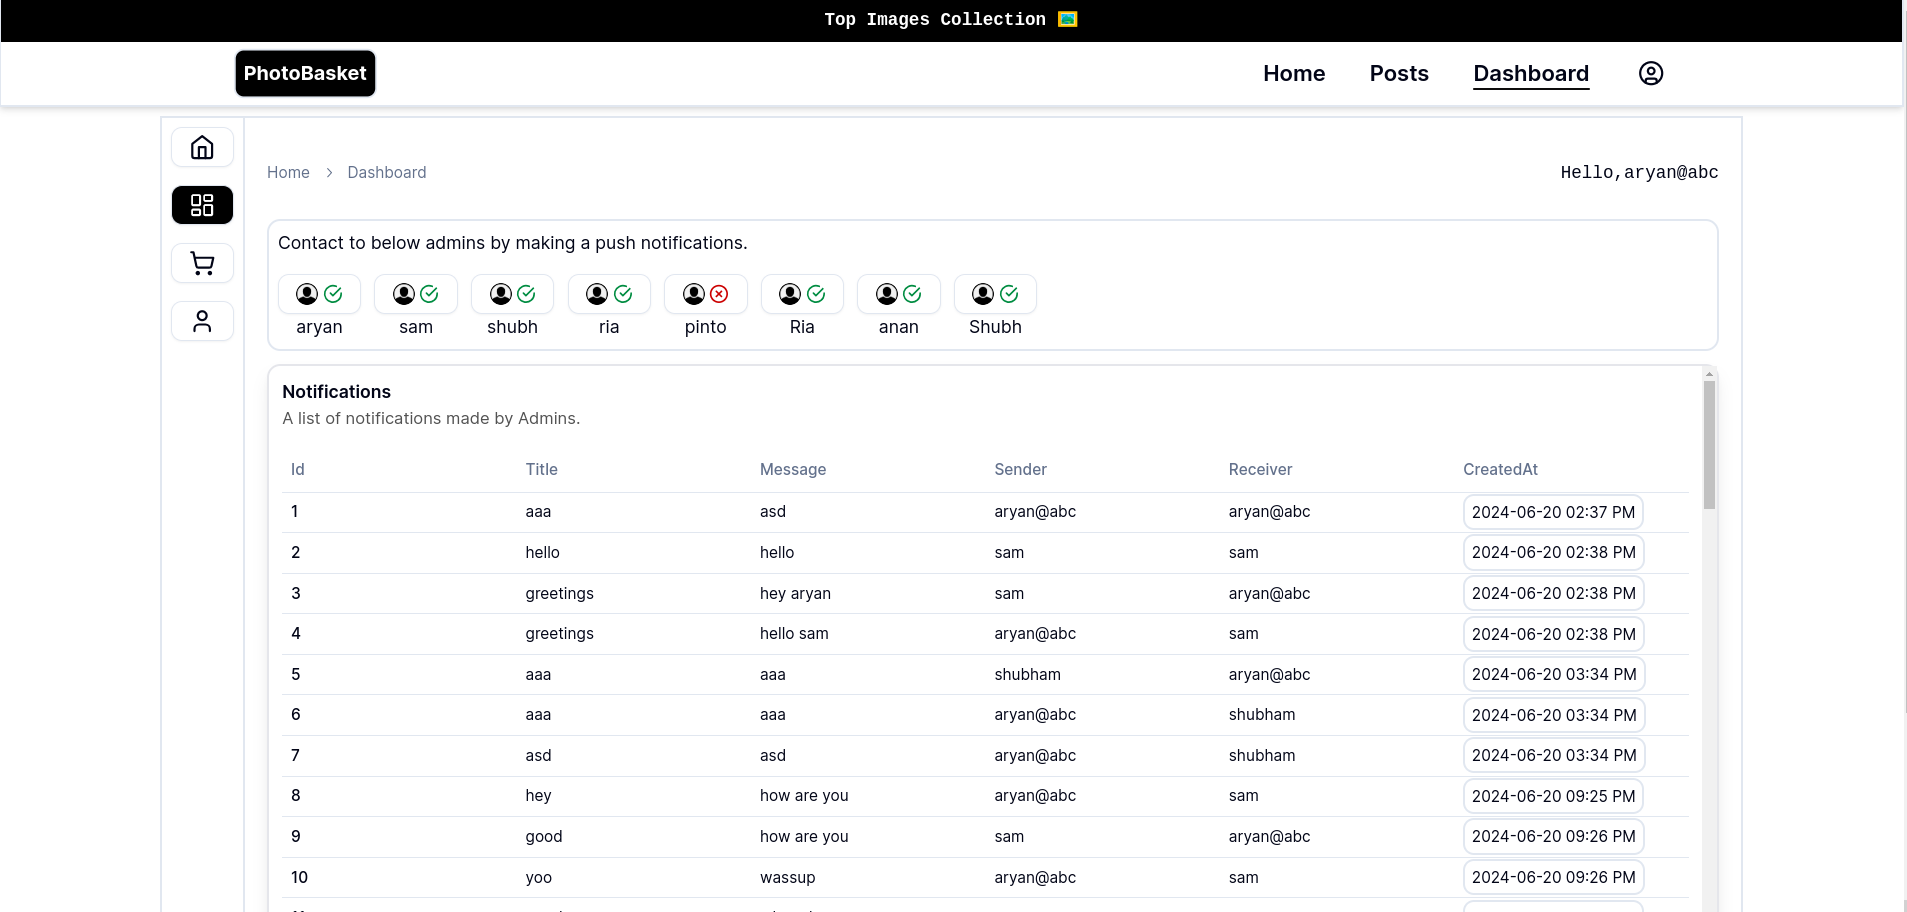 Top Images Collection
PhotoBasket
Home Posts Dashboard
Home > Dashboard
Hello,aryan@abc
Contact to below admins by making a push notifications.
aryan sam shubh ria pinto Ria anan Shubh
Notifications
A list of notifications made by Admins.
Id Title Message Sender Receiver CreatedAt
1 aaa asd aryan@abc aryan@abc 2024-06-20 02:37 PM
2 hello hello sam sam 2024-06-20 02:38 PM
3 greetings hey aryan sam aryan@abc 2024-06-20 02:38 PM
4 greetings hello sam aryan@abc sam 2024-06-20 02:38 PM
5 aaa aaa shubham aryan@abc 2024-06-20 03:34 PM
6 aaa aaa aryan@abc shubham 2024-06-20 03:34 PM
7 asd asd aryan@abc shubham 2024-06-20 03:34 PM
8 hey how are you aryan@abc sam 2024-06-20 09:25 PM
9 good how are you sam aryan@abc 2024-06-20 09:26 PM
10 yoo wassup aryan@abc sam 2024-06-20 09:26 PM